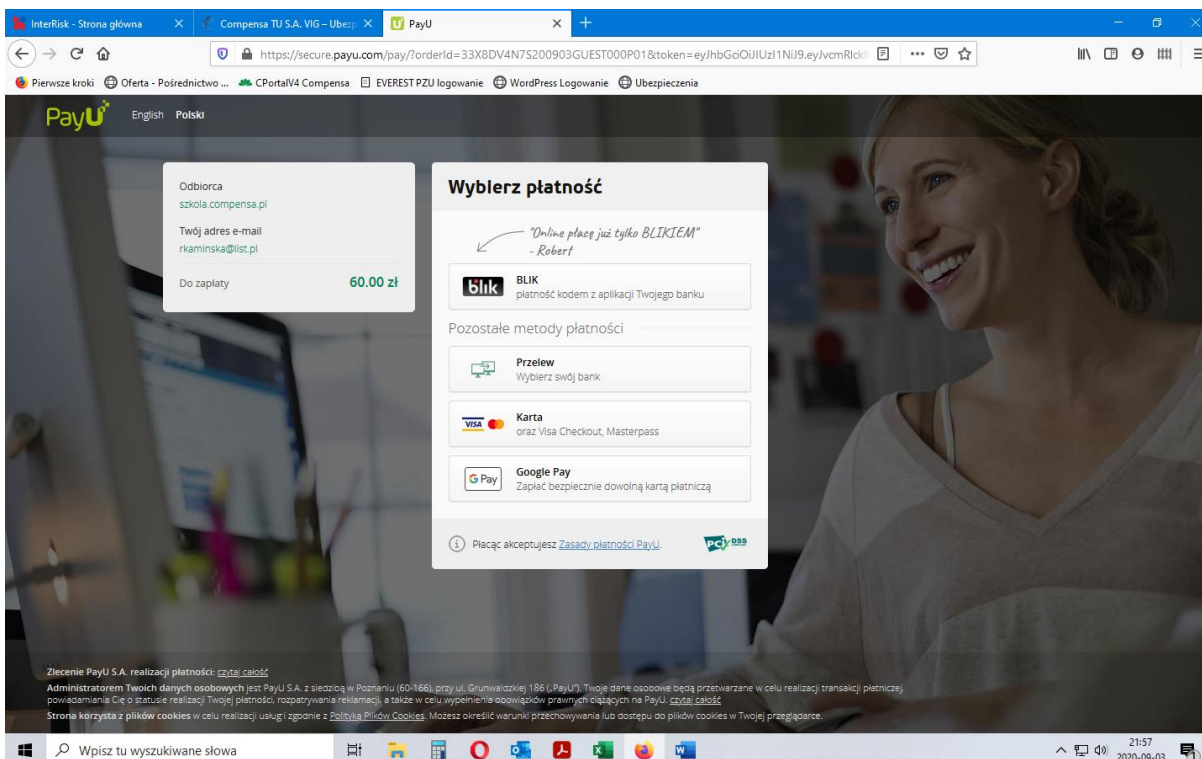 InterRisk - Strona główna
Compensa TU S.A. VIG – Ubezp
PayU
https://secure.payu.com/pay/?orderId=33X8DV4N7S200903GUEST000P01&token=
Pierwsze kroki
Oferta - Pośrednictwo ...
CPortalV4 Compensa
EVEREST PZU logowanie
WordPress Logowanie
Ubezpieczenia
PayU
English Polski
Odbiorca
szkola.compensa.pl
Twój adres e-mail
rkaminska@list.pl
Do zapłaty 60.00 zł
Wybierz płatność
"Online płacę już tylko BLIKIEM"
- Robert
blik
BLIK
płatność kodem z aplikacji Twojego banku
Pozostałe metody płatności
Przelew
Wybierz swój bank
VISA
Karta
oraz Visa Checkout, Masterpass
G Pay
Google Pay
Zapłać bezpiecznie dowolną kartą płatniczą
Płacąc akceptujesz Zasady płatności PayU.
PCI DSS
Zlecenie PayU S.A. realizacji płatności: czytaj całość
Administratorem Twoich danych osobowych jest PayU S.A. z siedzibą w Poznaniu (60-166), przy ul. Grunwaldzkiej 186 („PayU"). Twoje dane osobowe będą przetwarzane w celu realizacji transakcji płatniczej,
powiadamiania Cię o statusie realizacji Twojej płatności, rozpatrywania reklamacji, a także w celu wypełnienia obowiązków prawnych ciążących na PayU. czytaj całość
Strona korzysta z plików cookies w celu realizacji usług i zgodnie z Polityką Plików Cookies. Możesz określić warunki przechowywania lub dostępu do plików cookies w Twojej przeglądarce.
Wpisz tu wyszukiwane słowa
21:57
2020-09-03